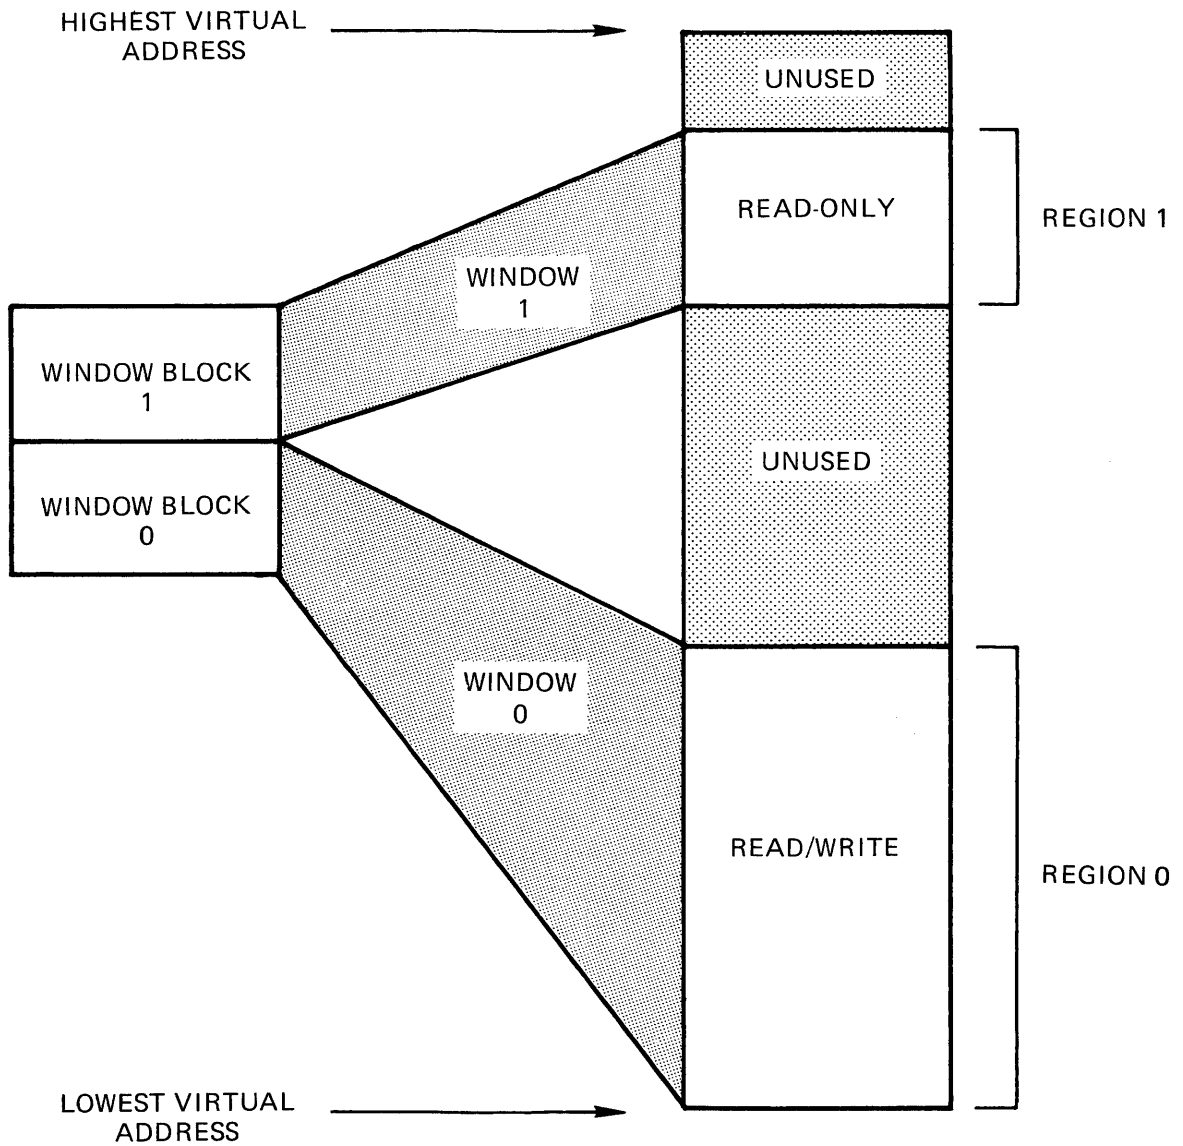 HIGHEST VIRTUAL
ADDRESS
UNUSED
READ-ONLY
REGION 1
WINDOW
1
WINDOW BLOCK
1
UNUSED
WINDOW BLOCK
0
WINDOW
0
READ/WRITE
REGION 0
LOWEST VIRTUAL
ADDRESS